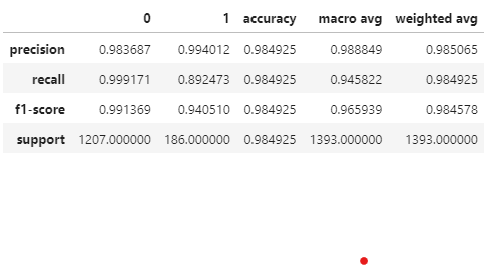 0 1 accuracy macro avg weighted avg
precision 0.983687 0.994012 0.984925 0.988849 0.985065
recall 0.999171 0.892473 0.984925 0.945822 0.984925
f1-score 0.991369 0.940510 0.984925 0.965939 0.984578
support 1207.000000 186.000000 0.984925 1393.000000 1393.000000